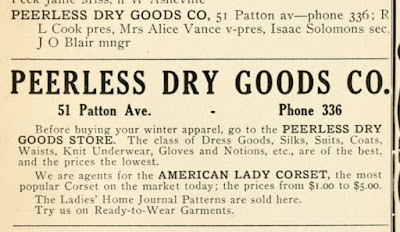 Peck Janie Miss, h W Asheville
PEERLESS DRY GOODS CO, 51 Patton av—phone 336; R
L Cook pres, Mrs Alice Vance v-pres, Isaac Solomons sec,
J O Blair mngr
PEERLESS DRY GOODS CO.
51 Patton Ave. - Phone 336
Before buying your winter apparel, go to the PEERLESS DRY
GOODS STORE. The class of Dress Goods, Silks, Suits, Coats,
Waists, Knit Underwear, Gloves and Notions, etc., are of the best,
and the prices the lowest.
We are agents for the AMERICAN LADY CORSET, the most
popular Corset on the market today; the prices from $1.00 to $5.00.
The Ladies' Home Journal Patterns are sold here.
Try us on Ready-to-Wear Garments.